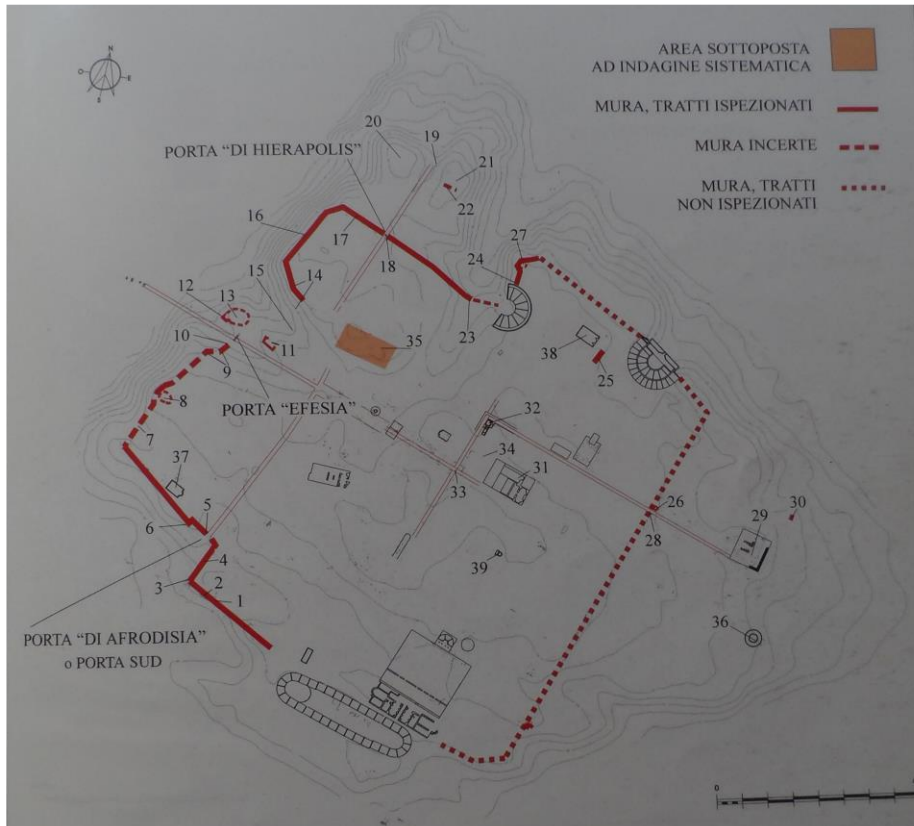 AREA SOTTOPOSTA
AD INDAGINE SISTEMATICA
MURA, TRATTI ISPEZIONATI
MURA INCERTE
MURA, TRATTI
NON ISPEZIONATI
N
O
E
S
PORTA “DI HIERAPOLIS”
20
19
21
22
16
17
18
27
24
15
14
12
13
23
35
38
10
11
25
9
PORTA “EFESIA”
8
32
7
34
37
31
33
26
30
5
28
29
6
39
4
3
2
1
36
PORTA “DI AFRODISIA”
o PORTA SUD
0